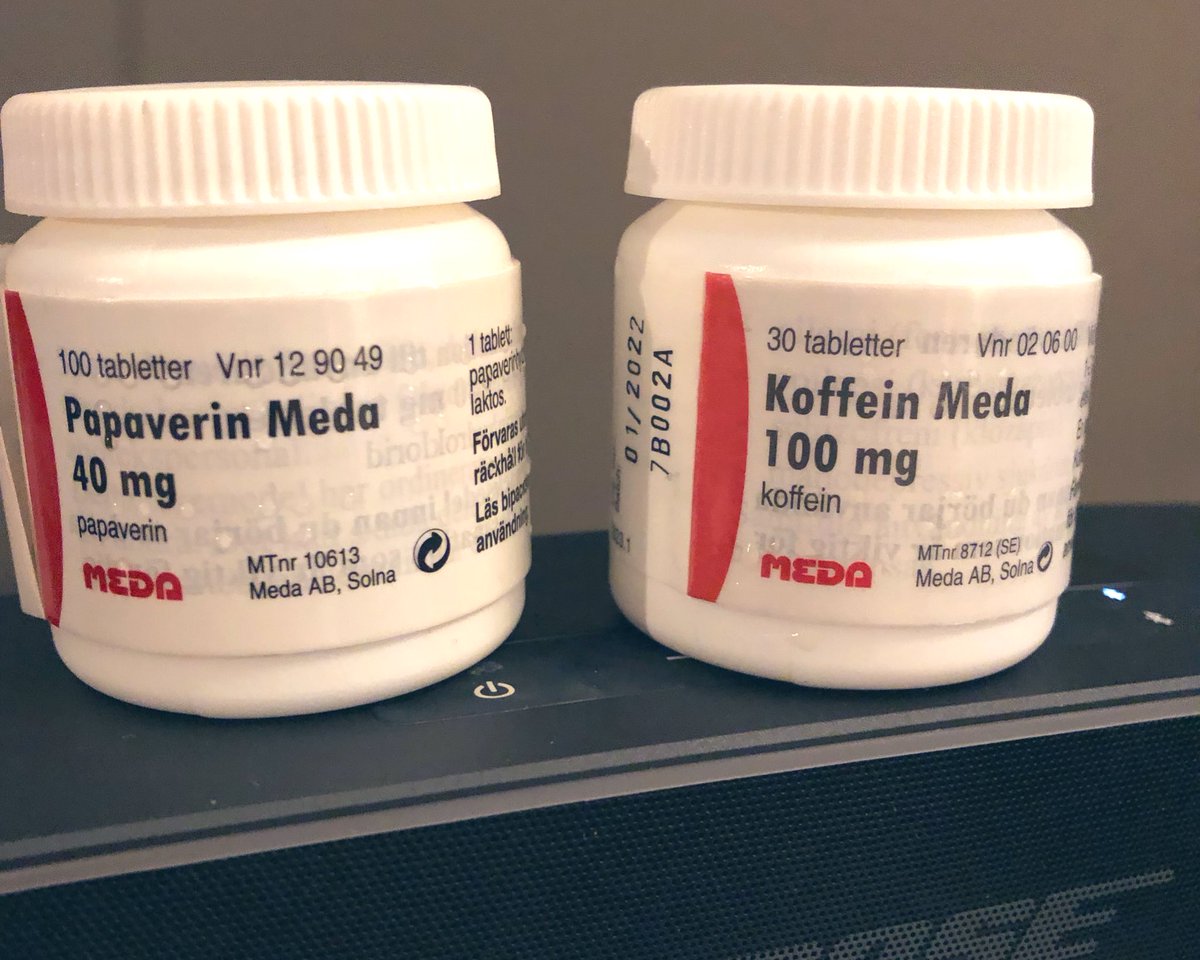 100 tabletter Vnr 12 90 49
Papaverin Meda
40 mg
papaverin
MEDA
MTnr 10613
Meda AB, Solna
1 tablet:
laktos.
Förvaras
räckhåll
Läs
01/2022
7B002A
30 tabletter Vnr 02 06 00
Koffein Meda
100 mg
koffein
MEDA
MTnr 8712 (SE)
Meda AB, Solna